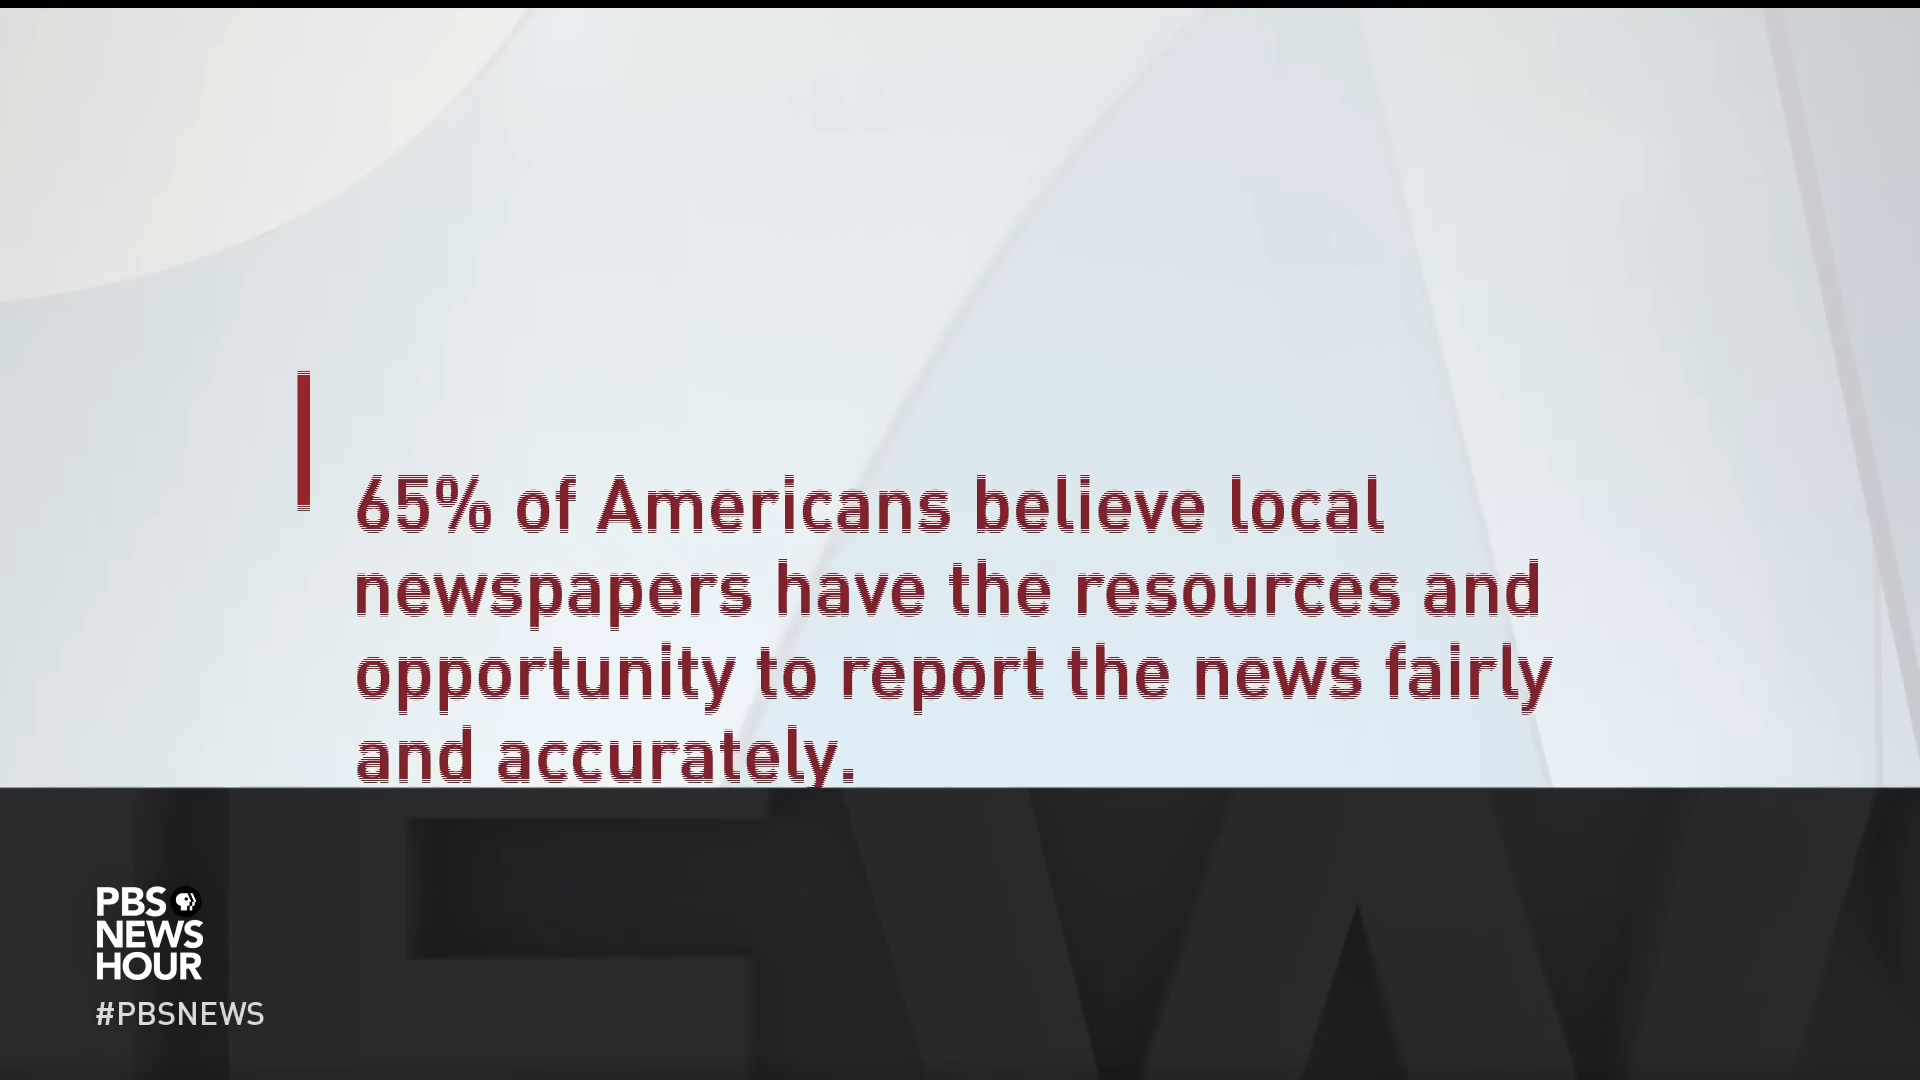 65% of Americans believe local
newspapers have the resources and
opportunity to report the news fairly
and accurately.
PBS
NEWS
HOUR
#PBSNEWS